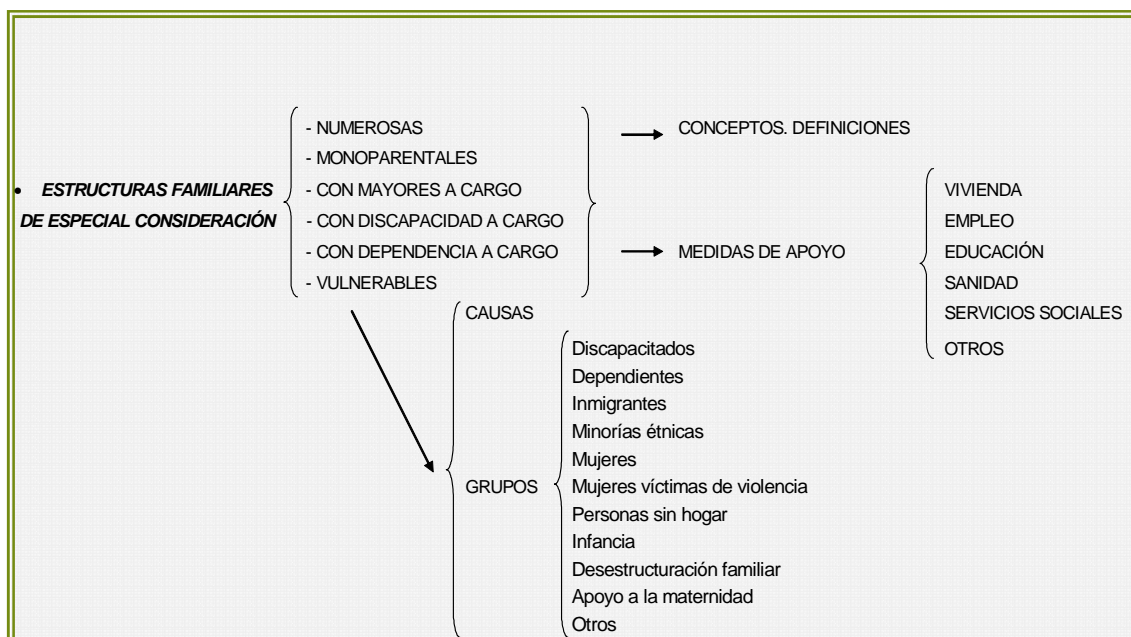 • ESTRUCTURAS FAMILIARES
DE ESPECIAL CONSIDERACIÓN
- NUMEROSAS
- MONOPARENTALES
- CON MAYORES A CARGO
- CON DISCAPACIDAD A CARGO
- CON DEPENDENCIA A CARGO
- VULNERABLES
CONCEPTOS. DEFINICIONES
MEDIDAS DE APOYO
VIVIENDA
EMPLEO
EDUCACIÓN
SANIDAD
SERVICIOS SOCIALES
OTROS
CAUSAS
GRUPOS
Discapacitados
Dependientes
Inmigrantes
Minorías étnicas
Mujeres
Mujeres víctimas de violencia
Personas sin hogar
Infancia
Desestructuración familiar
Apoyo a la maternidad
Otros